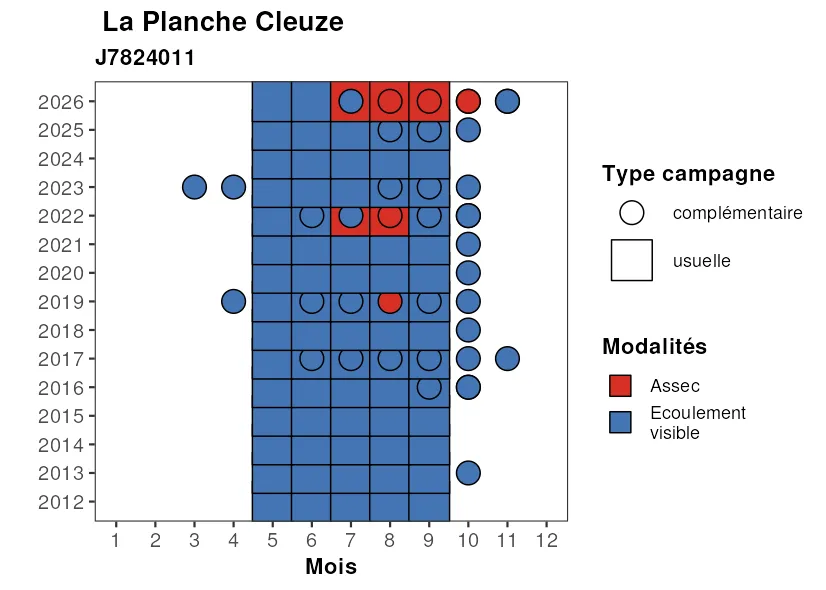 La Planche Cleuze
J7824011
2026
2025
2024
2023
2022
2021
2020
2019
2018
2017
2016
2015
2014
2013
2012
1 2 3 4 5 6 7 8 9 10 11 12
Mois
Type campagne
complémentaire
usuelle
Modalités
Assec
Ecoulement
visible